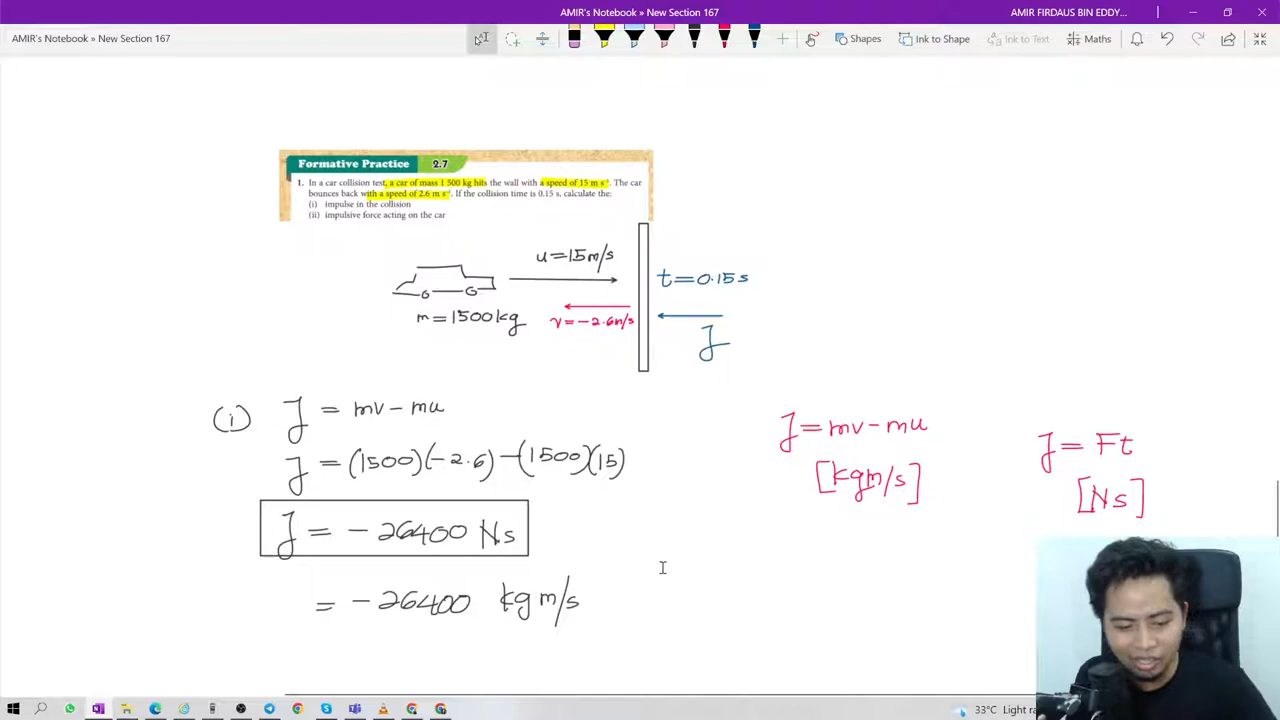 AMIR's Notebook » New Section 167
AMIR FIRDAUS BIN EDDY...
AMIR's Notebook » New Section 167
Shapes
Ink to Shape
Ink to Text
Maths
Formative Practice 2.7
1. In a car collision test, a car of mass 1 500 kg hits the wall with a speed of 15 m s⁻¹. The car
bounces back with a speed of 2.6 m s⁻¹. If the collision time is 0.15 s, calculate the:
(i) impulse in the collision
(ii) impulsive force acting on the car
u=15m/s
t=0.15s
m=1500kg
v=-2.6m/s
J
(i) J = mv-mu
J = (1500)(-2.6)-(1500)(15)
J = -26400 Ns
= -26400 kgm/s
J=mv-mu
[kgm/s]
J= Ft
[Ns]
33°C Light ra